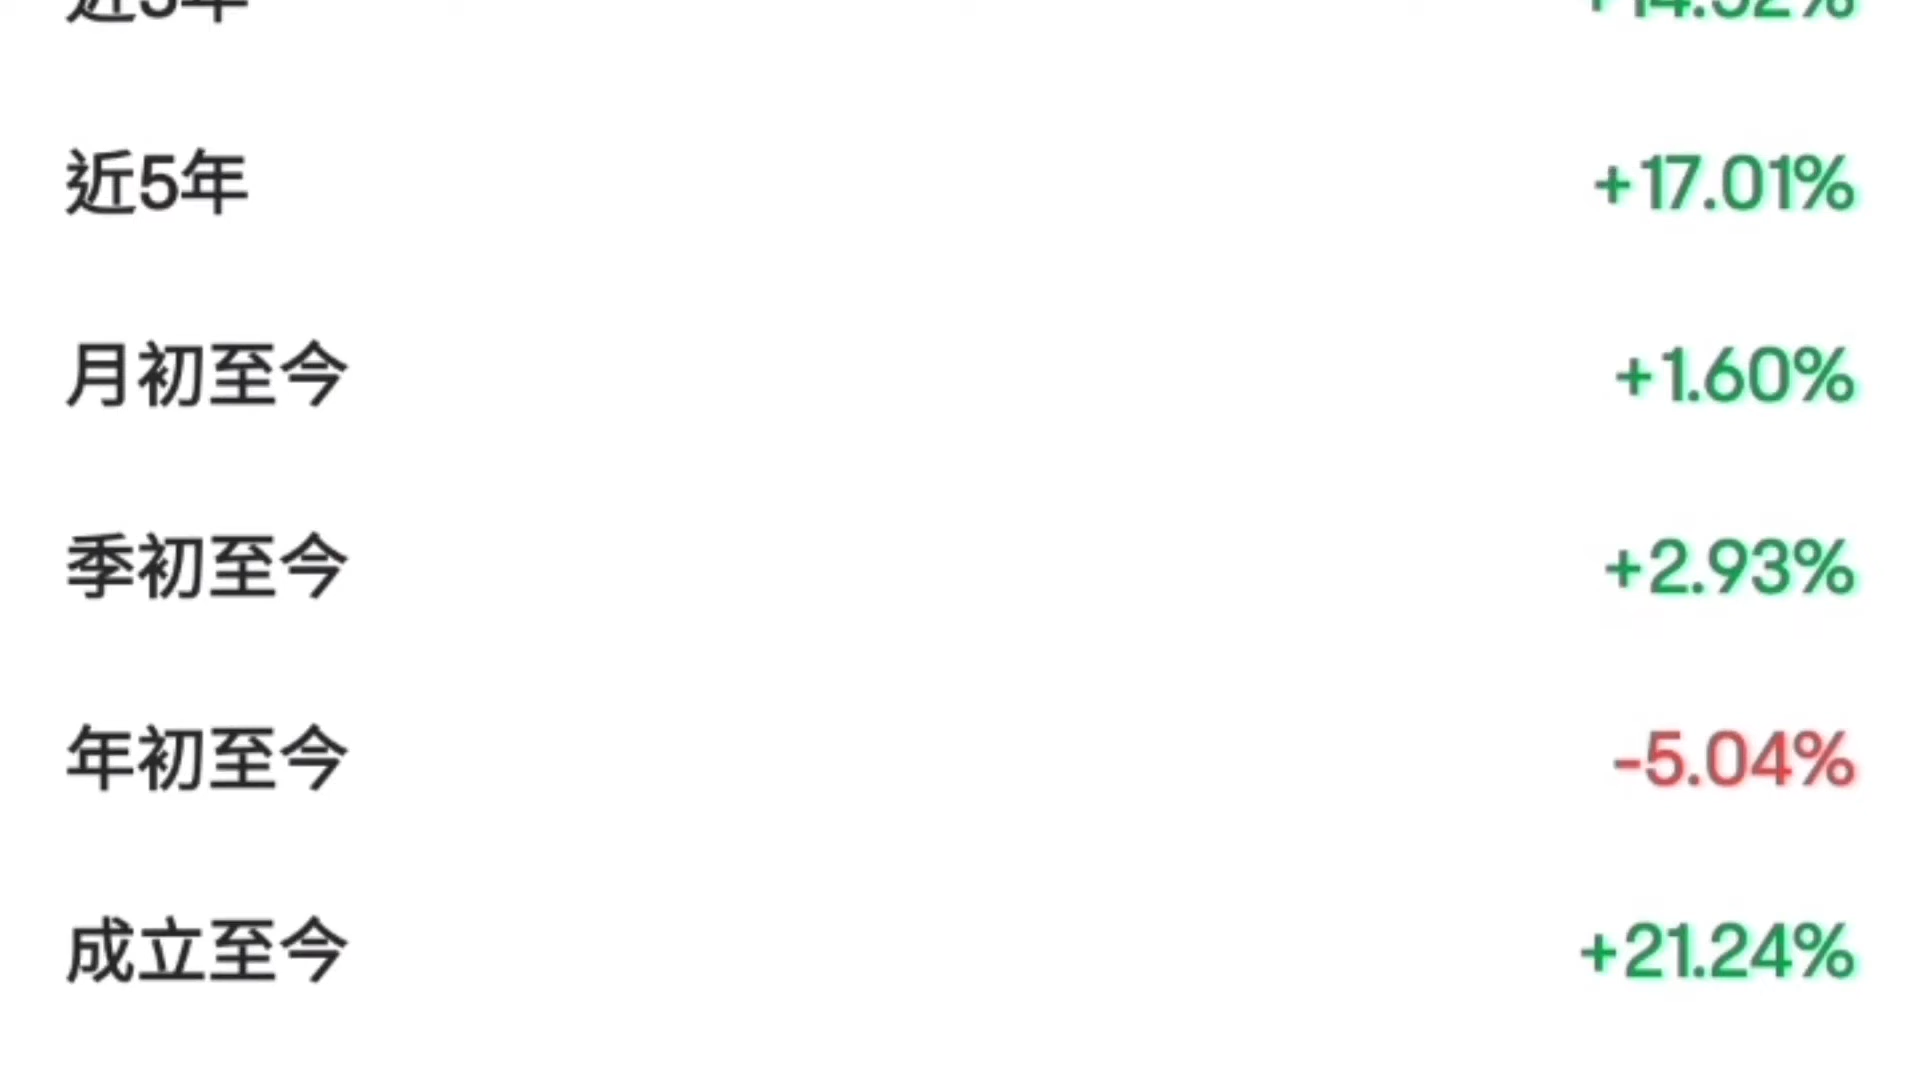 近5年 +17.01%
月初至今 +1.60%
季初至今 +2.93%
年初至今 -5.04%
成立至今 +21.24%